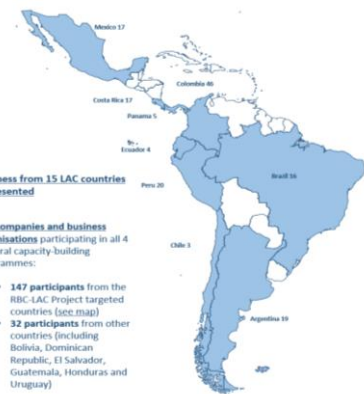 Mexico 17
Colombia 46
Costa Rica 17
Panama 5
Ecuador 4
ness from 15 LAC countries
esented
Peru 20
Brazil 16
ompanies and business
nisations participating in all 4
ral capacity-building
rammes:
147 participants from the
RBC-LAC Project targeted
countries (see map)
32 participants from other
countries (including
Bolivia, Dominican
Republic, El Salvador,
Guatemala, Honduras and
Uruguay)
Chile 3
Argentina 19